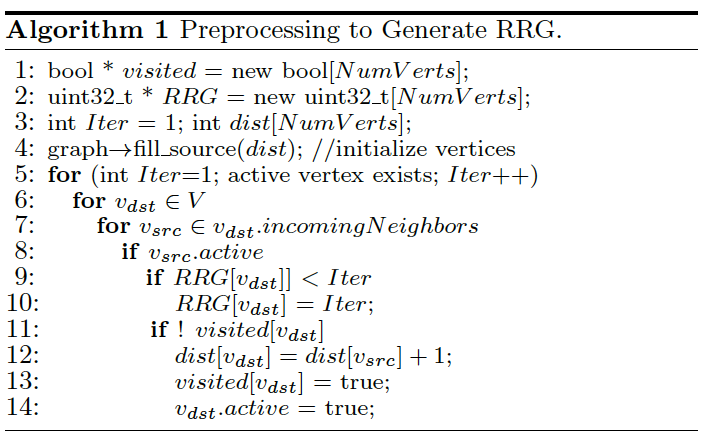 Algorithm 1 Preprocessing to Generate RRG.
1: bool * visited = new bool[NumVerts];
2: uint32_t * RRG = new uint32_t[NumVerts];
3: int Iter = 1; int dist[NumVerts];
4: graph→fill_source(dist); //initialize vertices
5: for (int Iter=1; active vertex exists; Iter++)
6: for v_dst ∈ V
7: for v_src ∈ v_dst.incomingNeighbors
8: if v_src.active
9: if RRG[v_dst]] < Iter
10: RRG[v_dst] = Iter;
11: if ! visited[v_dst]
12: dist[v_dst] = dist[v_src] + 1;
13: visited[v_dst] = true;
14: v_dst.active = true;